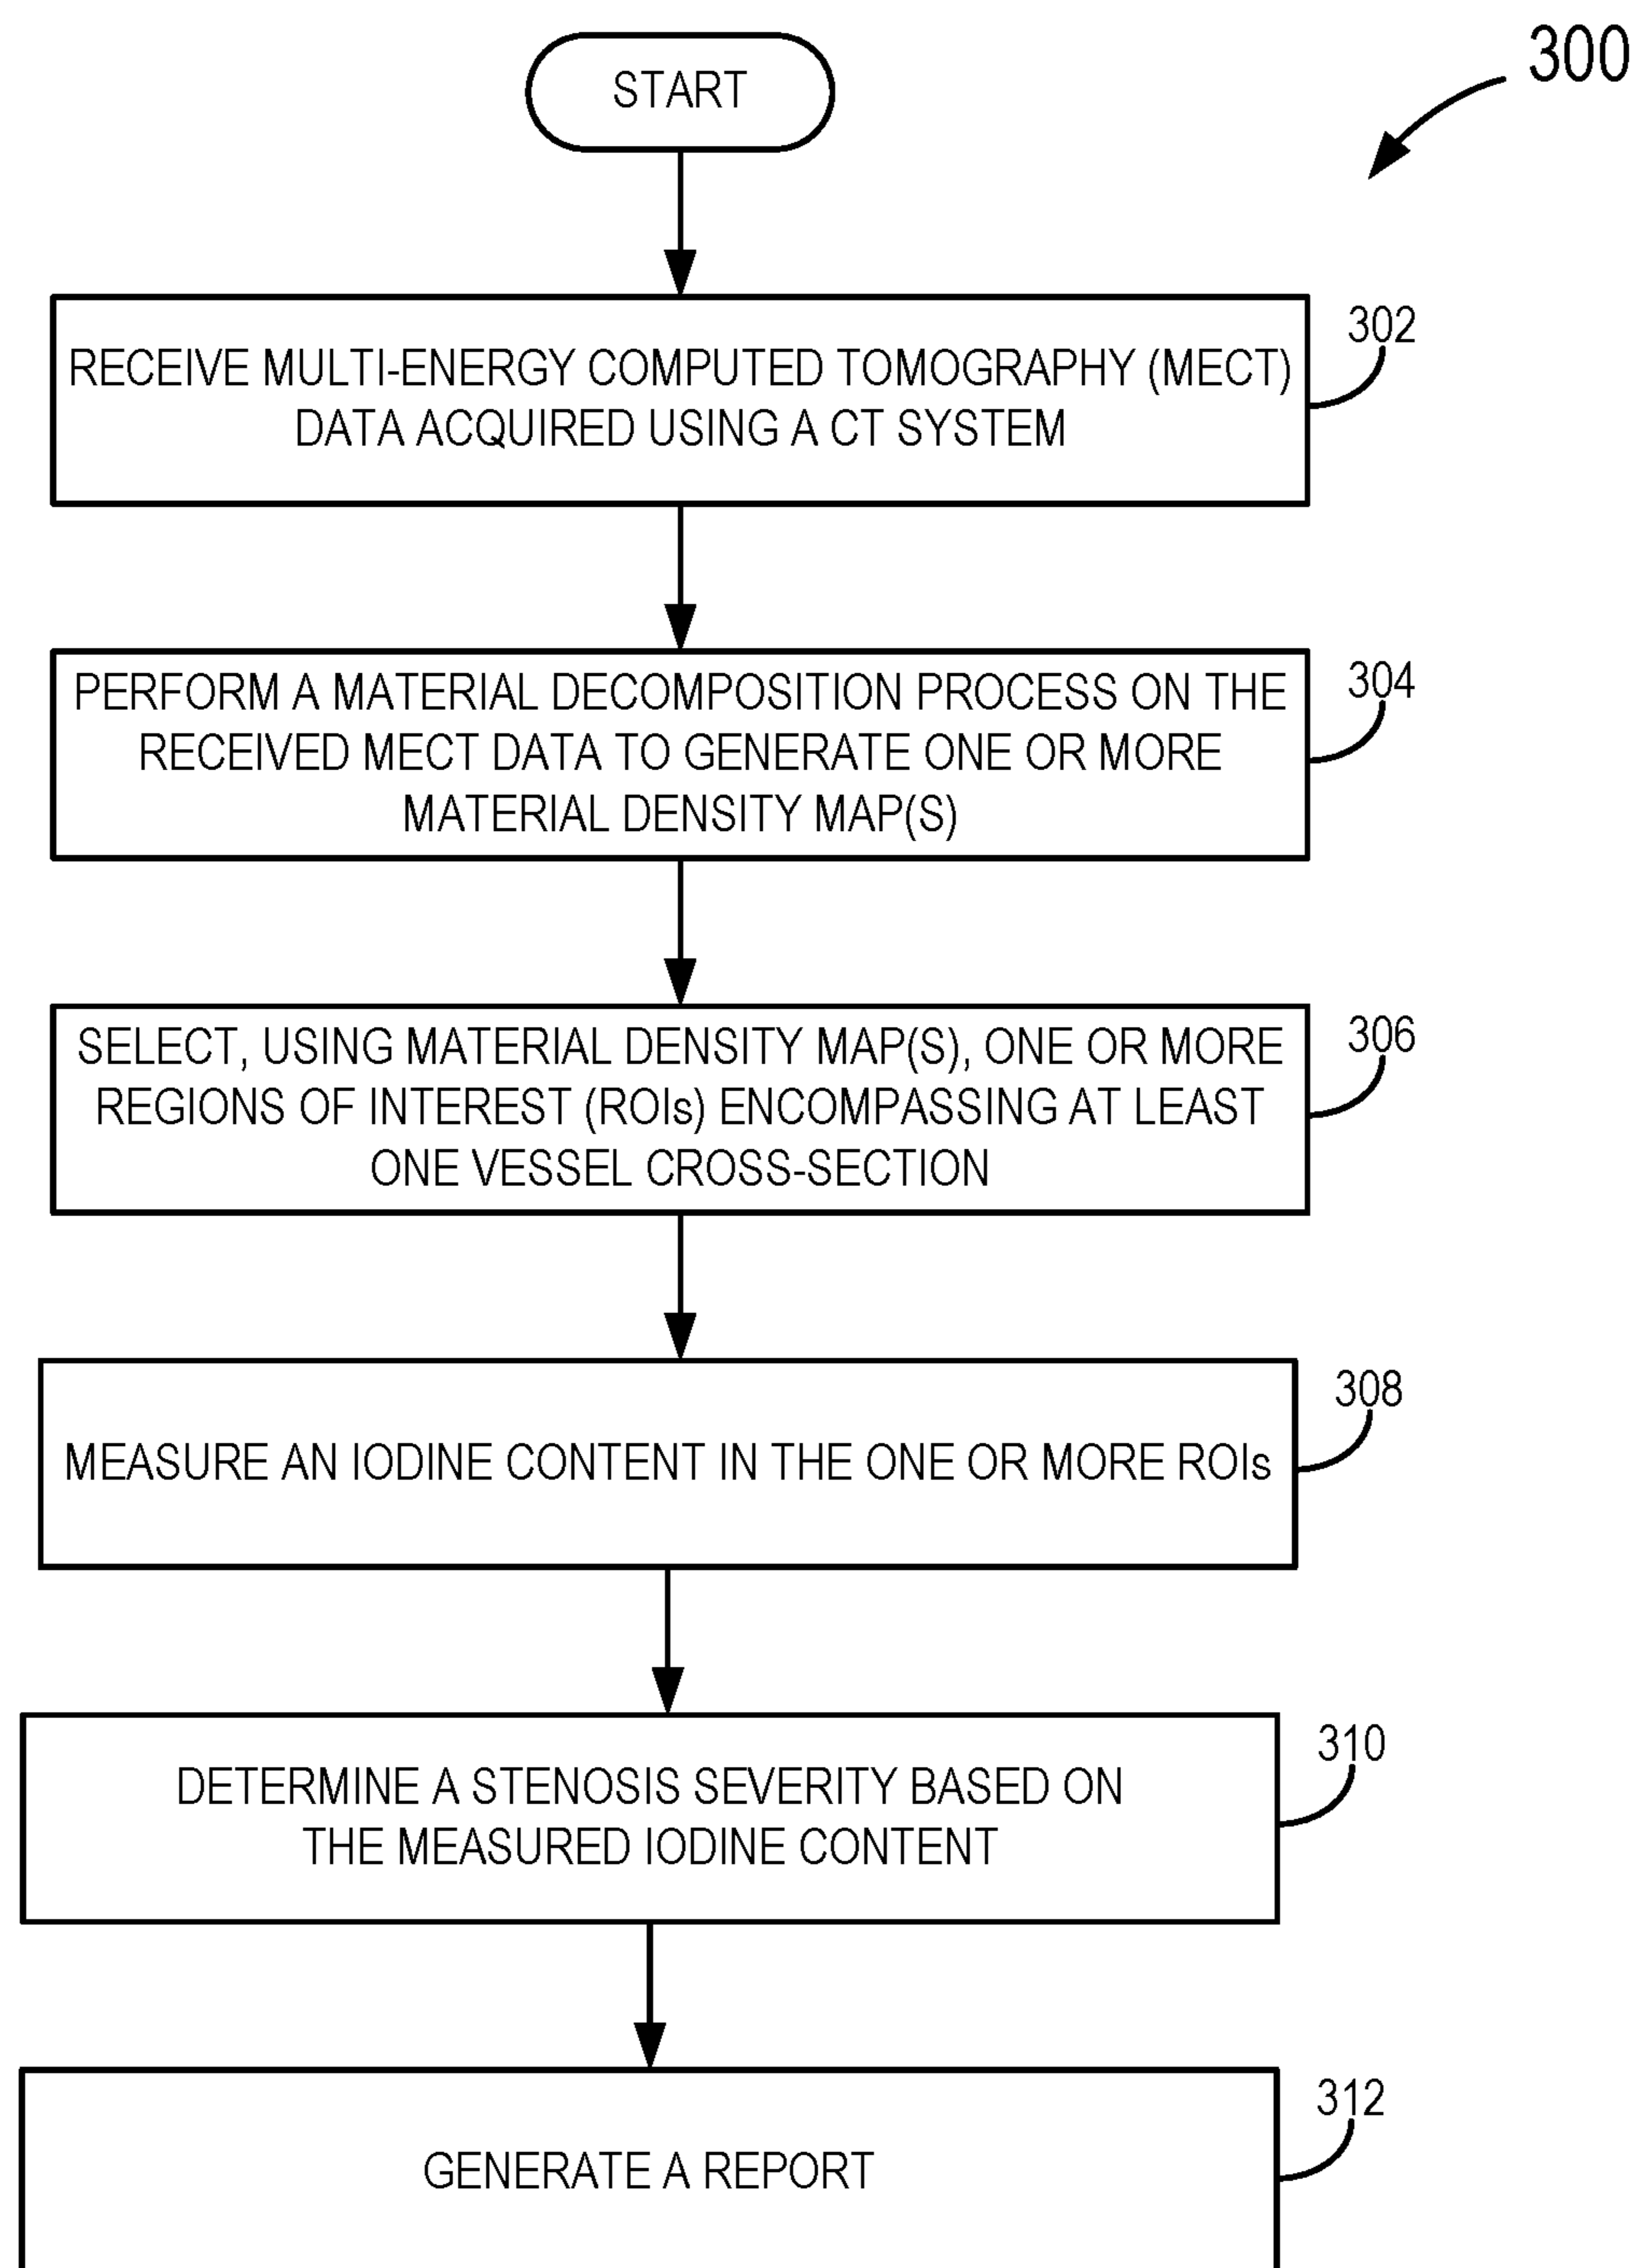 300
START
302
RECEIVE MULTI-ENERGY COMPUTED TOMOGRAPHY (MECT)
DATA ACQUIRED USING A CT SYSTEM
304
PERFORM A MATERIAL DECOMPOSITION PROCESS ON THE
RECEIVED MECT DATA TO GENERATE ONE OR MORE
MATERIAL DENSITY MAP(S)
306
SELECT, USING MATERIAL DENSITY MAP(S), ONE OR MORE
REGIONS OF INTEREST (ROIs) ENCOMPASSING AT LEAST
ONE VESSEL CROSS-SECTION
308
MEASURE AN IODINE CONTENT IN THE ONE OR MORE ROIs
310
DETERMINE A STENOSIS SEVERITY BASED ON
THE MEASURED IODINE CONTENT
312
GENERATE A REPORT